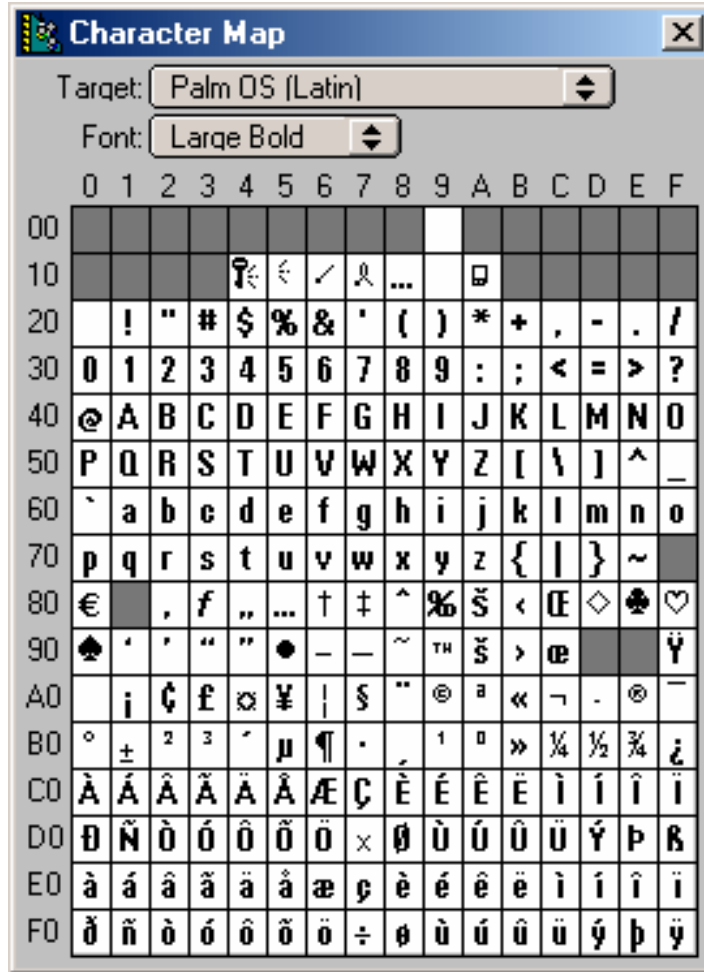 Character Map
Target: Palm OS (Latin)
Font: Large Bold
0 1 2 3 4 5 6 7 8 9 A B C D E F
00
10 …
20 ! " # $ % & ' ( ) * + , - . /
30 0 1 2 3 4 5 6 7 8 9 : ; < = > ?
40 @ A B C D E F G H I J K L M N O
50 P Q R S T U V W X Y Z [ \ ] ^ _
60 ` a b c d e f g h i j k l m n o
70 p q r s t u v w x y z { | } ~
80 € ‚ ƒ „ … † ‡ ˆ ‰ Š ‹ Œ ♢ ♣ ♡
90 ♠ ‘ ’ “ ” • – — ˜ ™ š › œ Ÿ
A0 ¡ ¢ £ ¤ ¥ ¦ § ¨ © ª « ¬ - ® ¯
B0 ° ± ² ³ ´ µ ¶ · ¸ ¹ º » ¼ ½ ¾ ¿
C0 À Á Â Ã Ä Å Æ Ç È É Ê Ë Ì Í Î Ï
D0 Ð Ñ Ò Ó Ô Õ Ö × Ø Ù Ú Û Ü Ý Þ ß
E0 à á â ã ä å æ ç è é ê ë ì í î ï
F0 ð ñ ò ó ô õ ö ÷ ø ù ú û ü ý þ ÿ